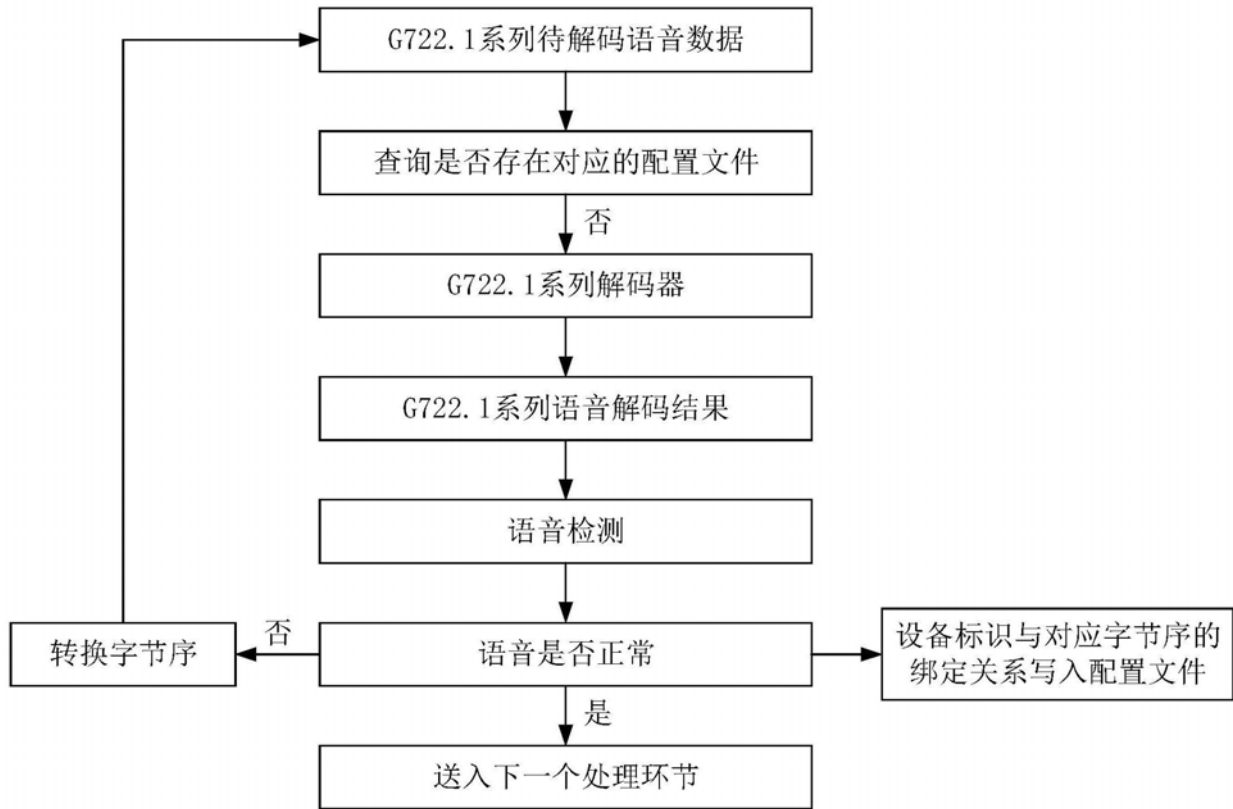 G722.1系列待解码语音数据
查询是否存在对应的配置文件
否
G722.1系列解码器
G722.1系列语音解码结果
语音检测
转换字节序
否
语音是否正常
设备标识与对应字节序的
绑定关系写入配置文件
是
送入下一个处理环节